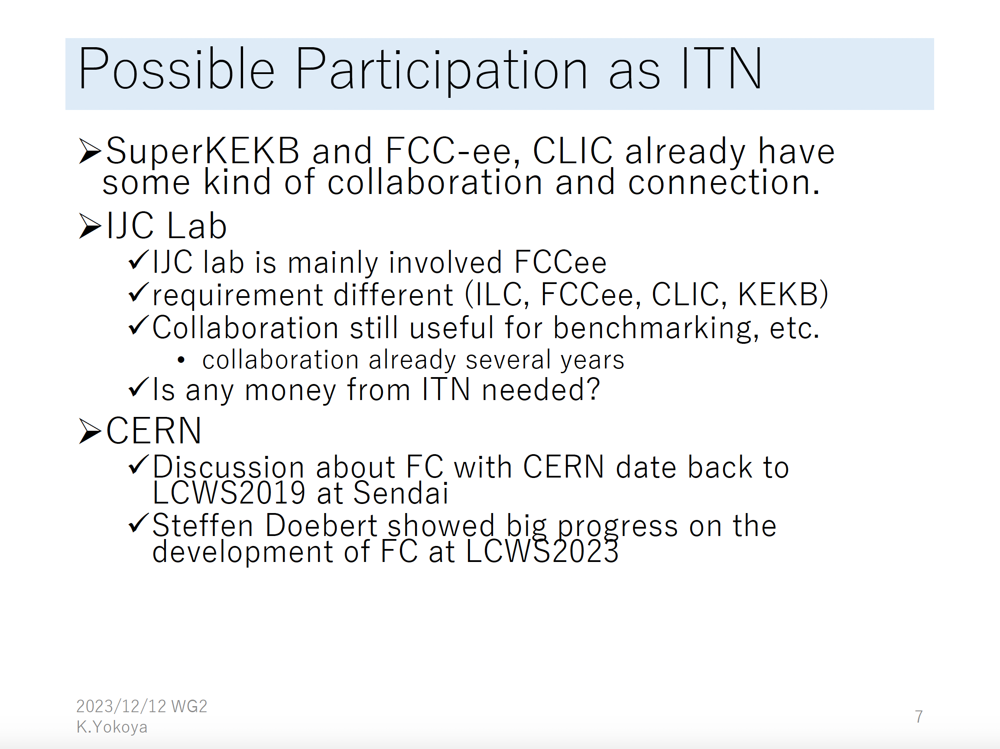 Possible Participation as ITN
➢SuperKEKB and FCC-ee, CLIC already have
some kind of collaboration and connection.
➢IJC Lab
✓IJC lab is mainly involved FCCee
✓requirement different (ILC, FCCee, CLIC, KEKB)
✓Collaboration still useful for benchmarking, etc.
• collaboration already several years
✓Is any money from ITN needed?
➢CERN
✓Discussion about FC with CERN date back to
LCWS2019 at Sendai
✓Steffen Doebert showed big progress on the
development of FC at LCWS2023
2023/12/12 WG2
K.Yokoya
7